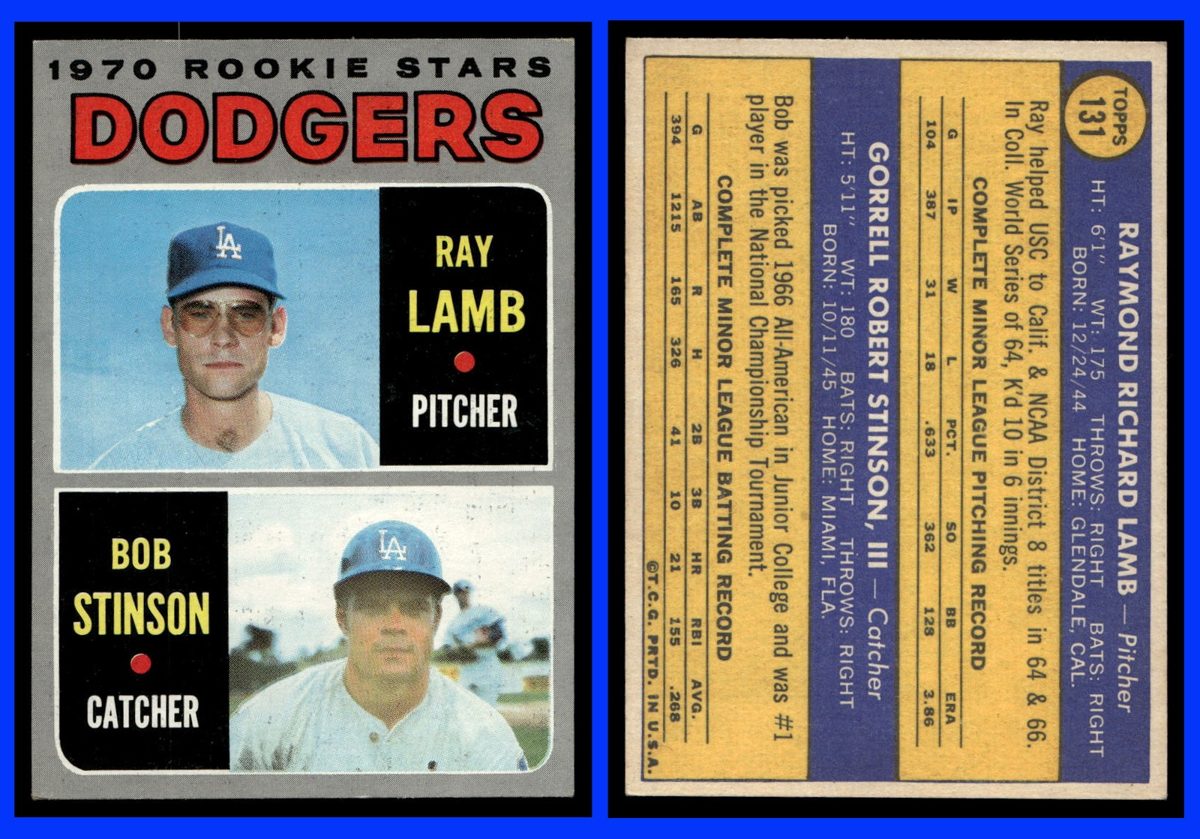 1970 ROOKIE STARS
DODGERS
LA
RAY
LAMB
PITCHER
LA
BOB
STINSON
CATCHER
TOPPS
131
RAYMOND RICHARD LAMB — Pitcher
HT: 6'1" WT: 175 THROWS: RIGHT BATS: RIGHT
BORN: 12/24/44 HOME: GLENDALE, CAL.
Ray helped USC to Calif. & NCAA District 8 titles in 64 & 66.
In Coll. World Series of 64, K'd 10 in 6 innings.
COMPLETE MINOR LEAGUE PITCHING RECORD
G IP W L PCT. SO BB ERA
104 387 31 18 .633 362 128 3.86
GORRELL ROBERT STINSON, III — Catcher
HT: 5'11" WT: 180 BATS: RIGHT THROWS: RIGHT
BORN: 10/11/45 HOME: MIAMI, FLA.
Bob was picked 1966 All-American in Junior College and was #1
player in the National Championship Tournament.
COMPLETE MINOR LEAGUE BATTING RECORD
G AB R H 2B 3B HR RBI AVG.
394 1215 165 326 41 10 21 155 .268
©T.C.G. PRTD. IN U.S.A.